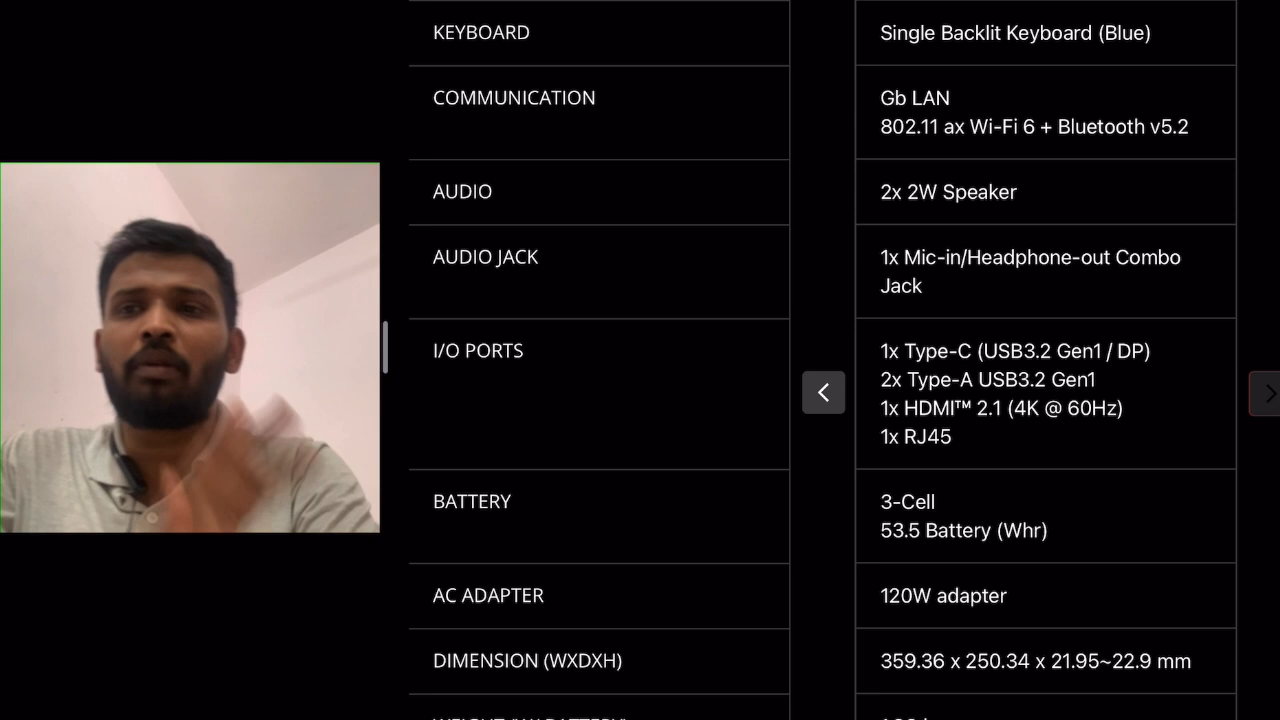 KEYBOARD
Single Backlit Keyboard (Blue)
COMMUNICATION
Gb LAN
802.11 ax Wi-Fi 6 + Bluetooth v5.2
AUDIO
2x 2W Speaker
AUDIO JACK
1x Mic-in/Headphone-out Combo
Jack
I/O PORTS
1x Type-C (USB3.2 Gen1 / DP)
2x Type-A USB3.2 Gen1
1x HDMI™ 2.1 (4K @ 60Hz)
1x RJ45
BATTERY
3-Cell
53.5 Battery (Whr)
AC ADAPTER
120W adapter
DIMENSION (WXDXH)
359.36 x 250.34 x 21.95~22.9 mm